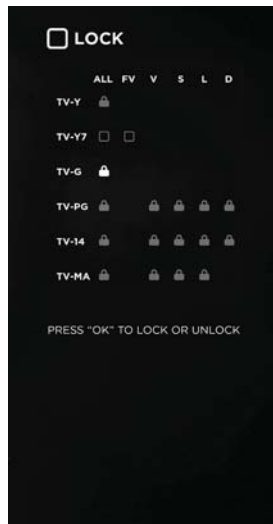 LOCK
ALL FV V S L D
TV-Y
TV-Y7
TV-G
TV-PG
TV-14
TV-MA
PRESS "OK" TO LOCK OR UNLOCK